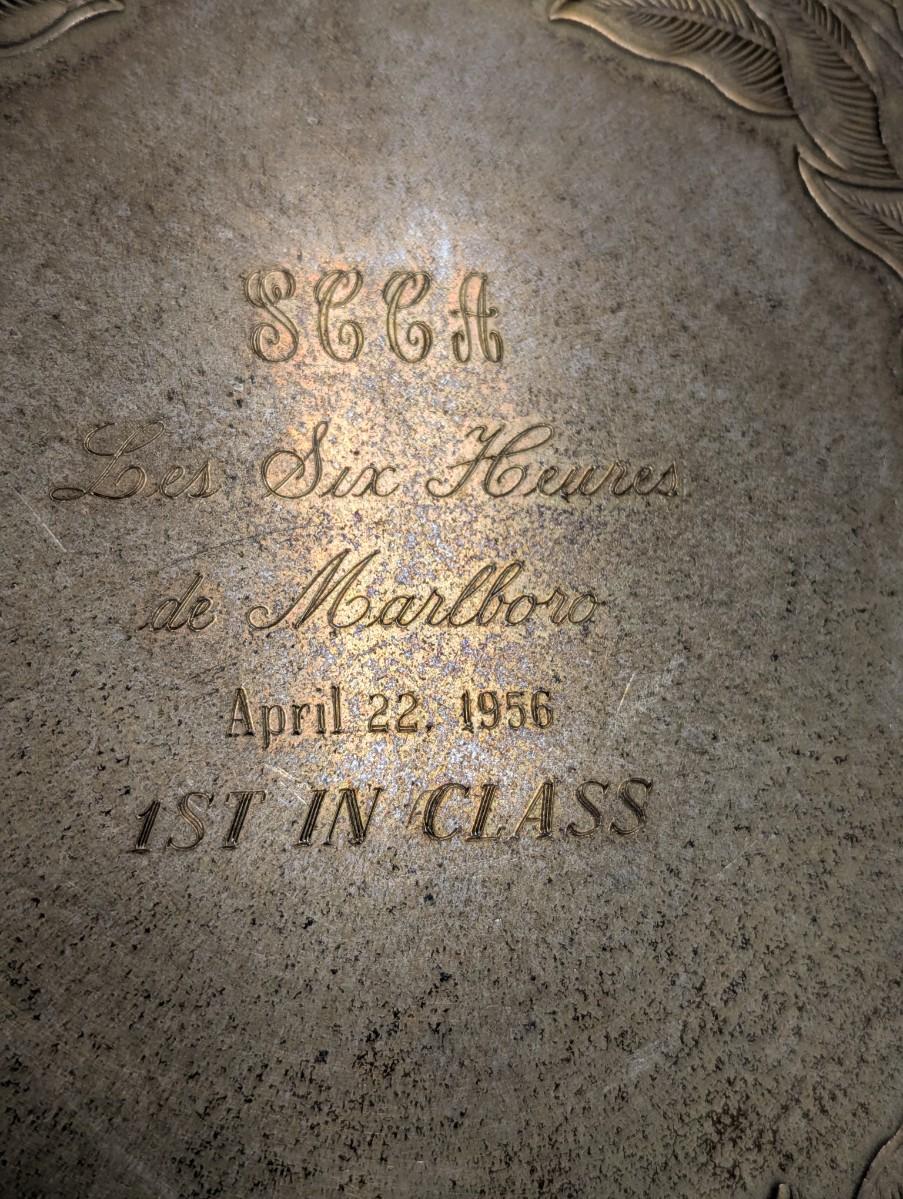 SCCA
Les Six Heures
de Marlboro
April 22, 1956
1ST IN CLASS